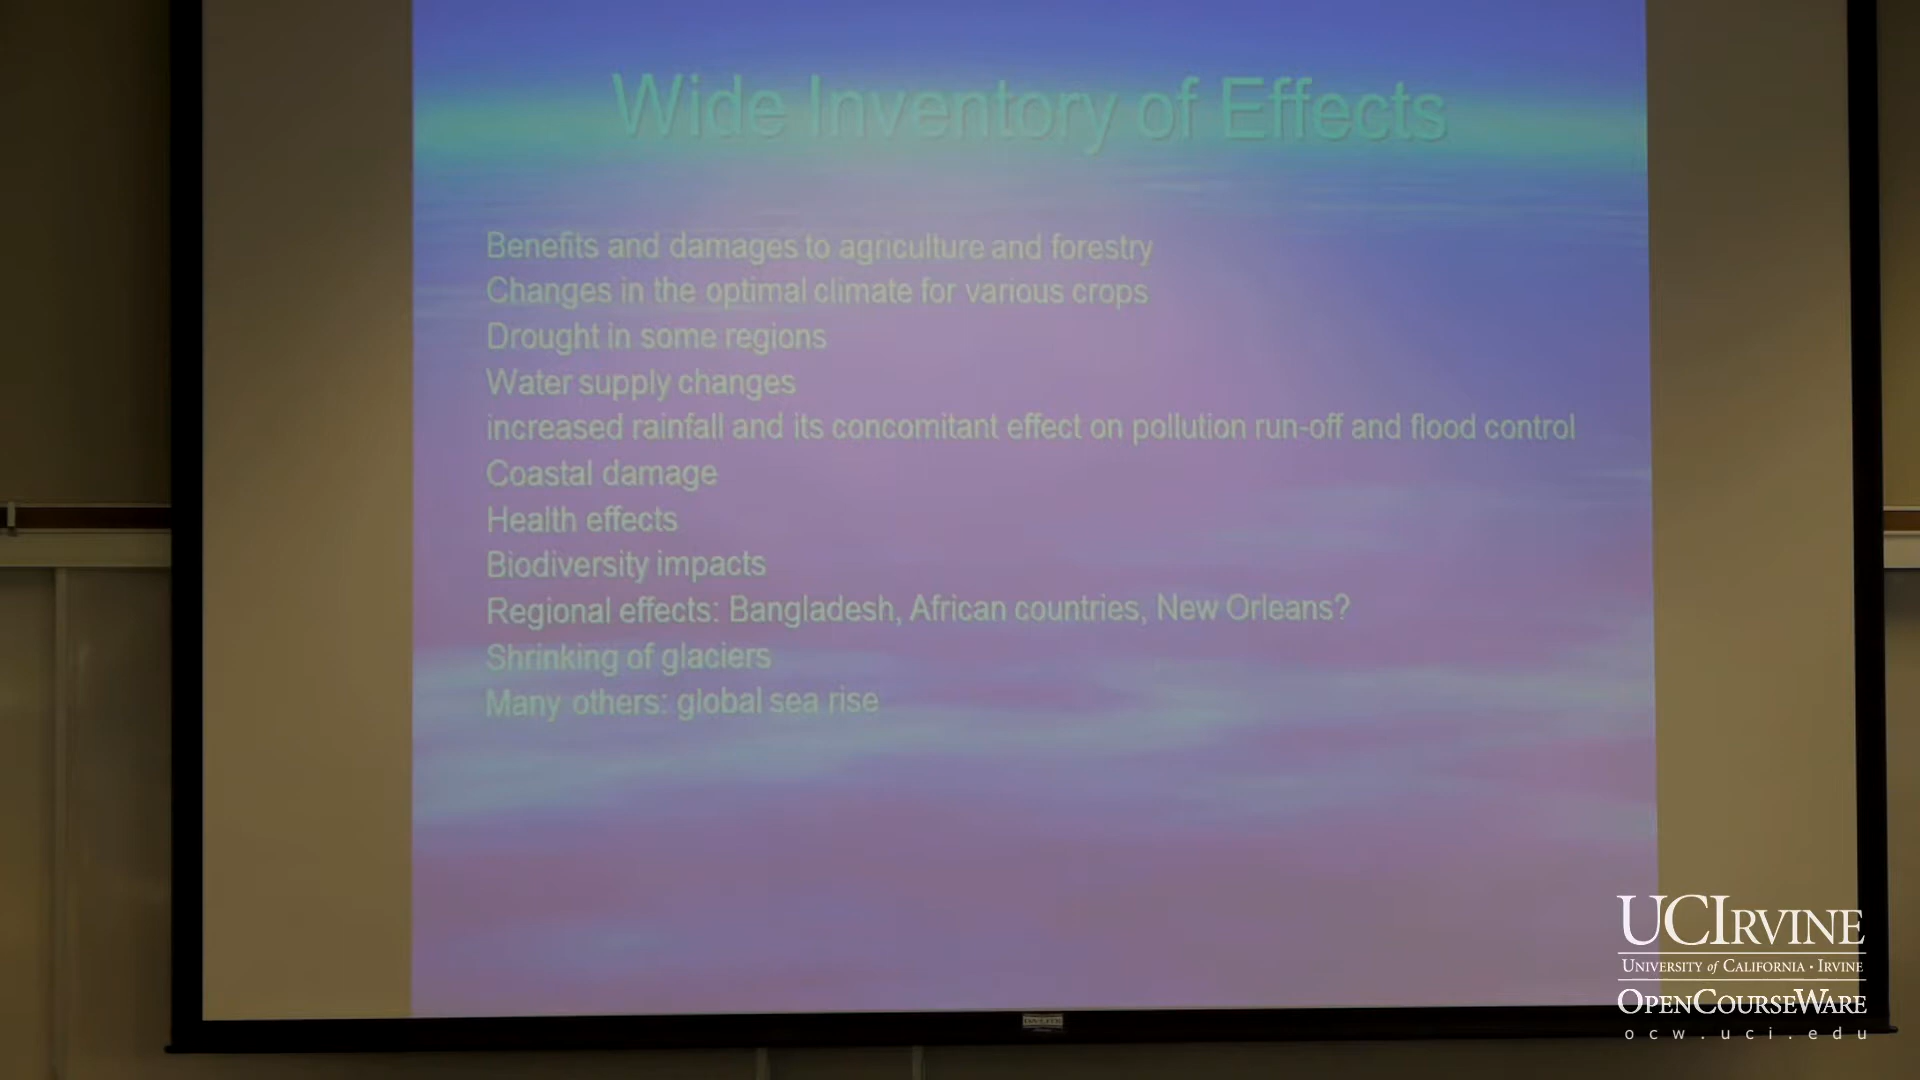 Wide Inventory of Effects
Benefits and damages to agriculture and forestry
Changes in the optimal climate for various crops
Drought in some regions
Water supply changes
increased rainfall and its concomitant effect on pollution run-off and flood control
Coastal damage
Health effects
Biodiversity impacts
Regional effects: Bangladesh, African countries, New Orleans?
Shrinking of glaciers
Many others: global sea rise
UCIRVINE
UNIVERSITY of CALIFORNIA · IRVINE
OPENCOURSEWARE
ocw.uci.edu